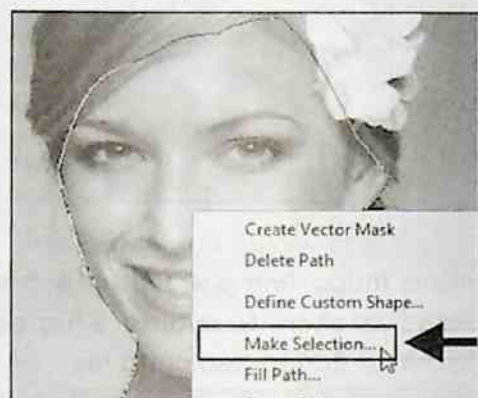 Create Vector Mask
Delete Path
Define Custom Shape...
Make Selection...
Fill Path...